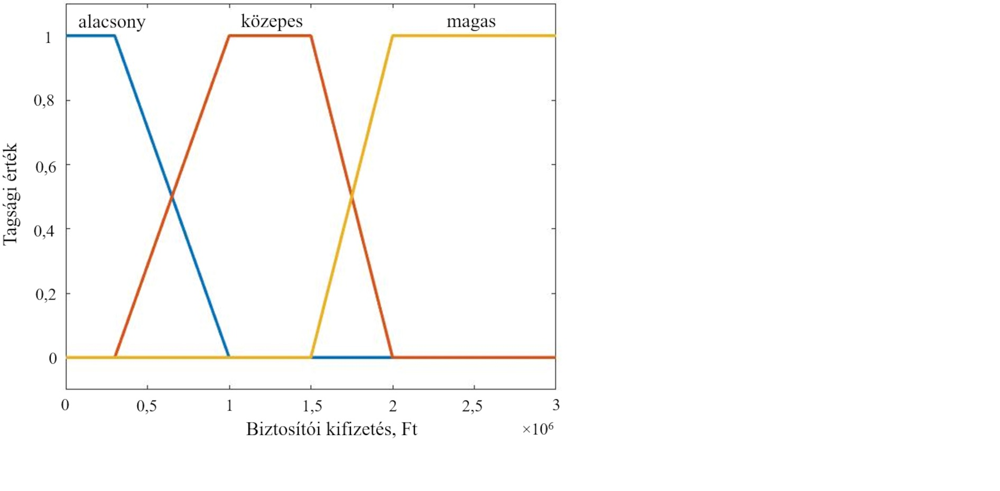 alacsony közepes magas
1
0,8
0,6
0,4
0,2
0
Tagsági érték
0 0,5 1 1,5 2 2,5 3
Biztosítói kifizetés, Ft ×10⁶